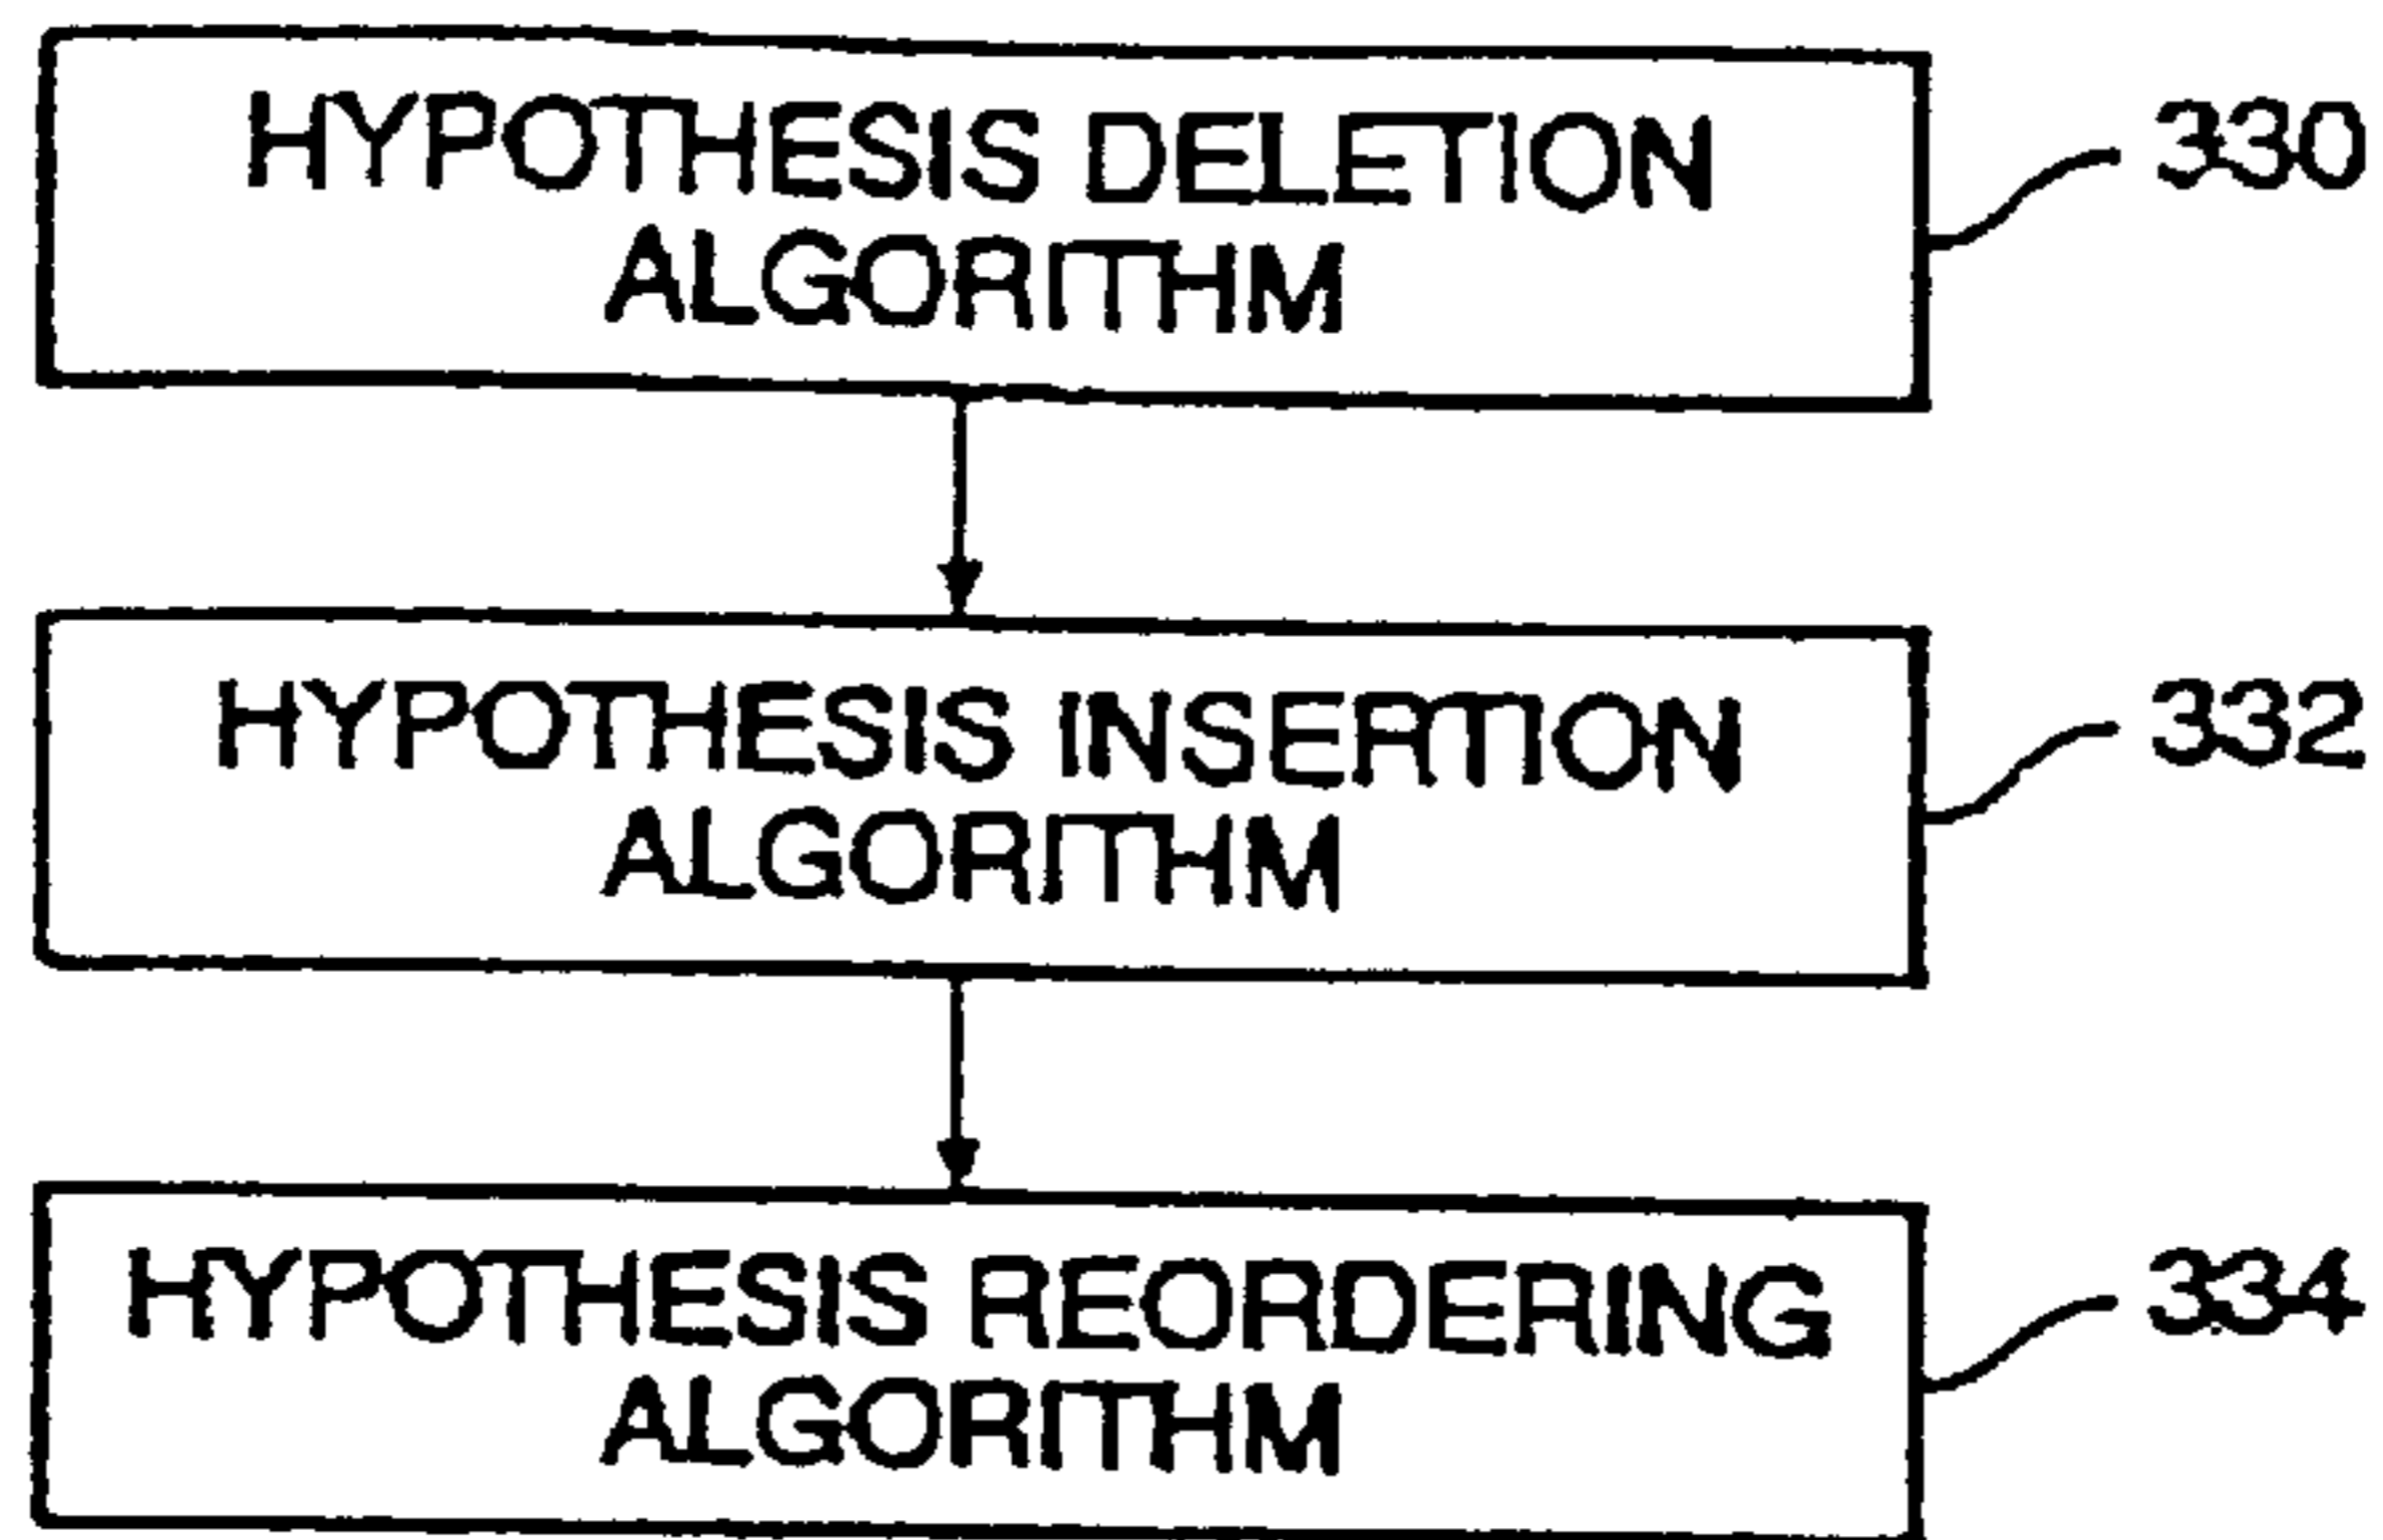 HYPOTHESIS DELETION
ALGORITHM
330
HYPOTHESIS INSERTION
ALGORITHM
332
HYPOTHESIS REORDERING
ALGORITHM
334